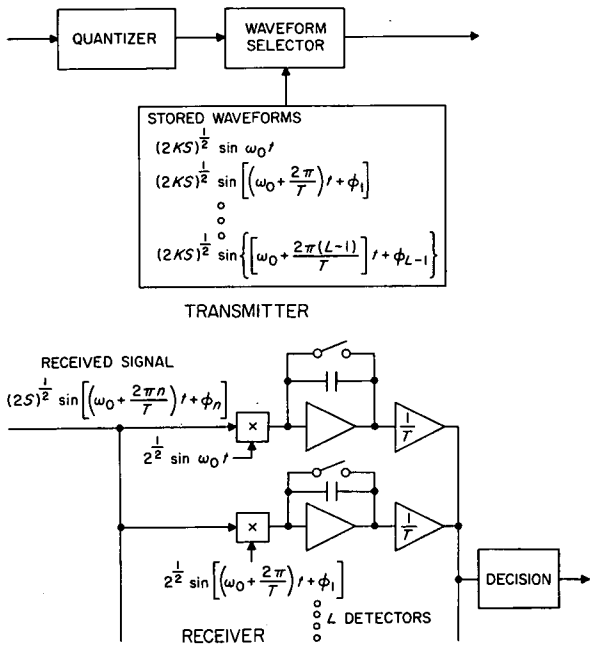 QUANTIZER
WAVEFORM
SELECTOR
STORED WAVEFORMS
(2KS)^{1/2} sin ω₀t
(2KS)^{1/2} sin[(ω₀ + 2π/T) t + φ₁]
(2KS)^{1/2} sin{[ω₀ + 2π(L-1)/T] t + φ_{L-1}}
TRANSMITTER
RECEIVED SIGNAL
(2S)^{1/2} sin[(ω₀ + 2πn/T) t + φₙ]
×
1/T
2^{1/2} sin ω₀t
×
1/T
2^{1/2} sin[(ω₀ + 2π/T) t + φ₁]
DECISION
L DETECTORS
RECEIVER